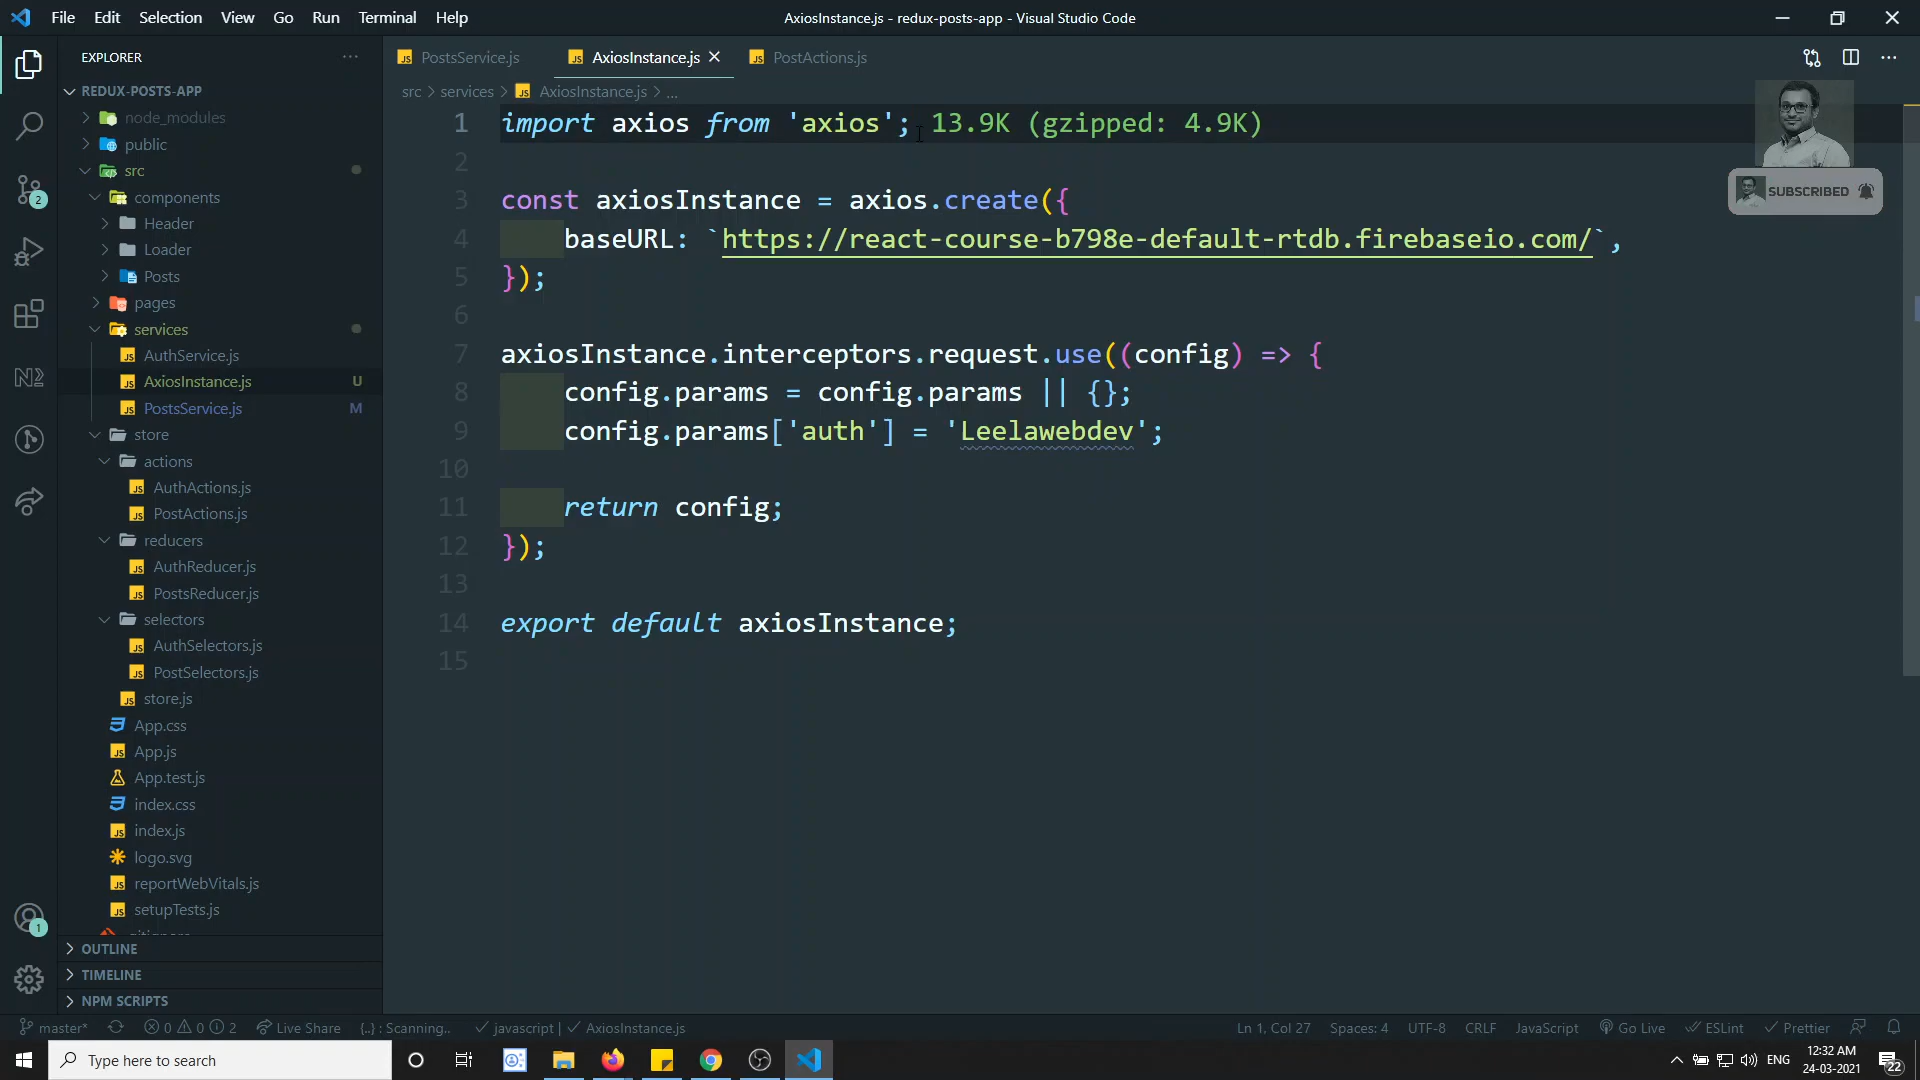 File Edit Selection View Go Run Terminal Help
AxiosInstance.js - redux-posts-app - Visual Studio Code
EXPLORER
REDUX-POSTS-APP
node_modules
public
src
components
Header
Loader
Posts
pages
services
AuthService.js
AxiosInstance.js U
PostsService.js M
store
actions
AuthActions.js
PostActions.js
reducers
AuthReducer.js
PostsReducer.js
selectors
AuthSelectors.js
PostSelectors.js
store.js
App.css
App.js
App.test.js
index.css
index.js
logo.svg
reportWebVitals.js
setupTests.js
OUTLINE
TIMELINE
NPM SCRIPTS
2
1
PostsService.js AxiosInstance.js PostActions.js
src > services > AxiosInstance.js > ...
1 import axios from 'axios'; 13.9K (gzipped: 4.9K)
2
3 const axiosInstance = axios.create({
4 baseURL: `https://react-course-b798e-default-rtdb.firebaseio.com/`,
5 });
6
7 axiosInstance.interceptors.request.use((config) => {
8 config.params = config.params || {};
9 config.params['auth'] = 'Leelawebdev';
10
11 return config;
12 });
13
14 export default axiosInstance;
15
SUBSCRIBED
master* 0 0 2 Live Share {..} : Scanning.. javascript | AxiosInstance.js Ln 1, Col 27 Spaces: 4 UTF-8 CRLF JavaScript Go Live ESLint Prettier
Type here to search
ENG
12:32 AM
24-03-2021
22